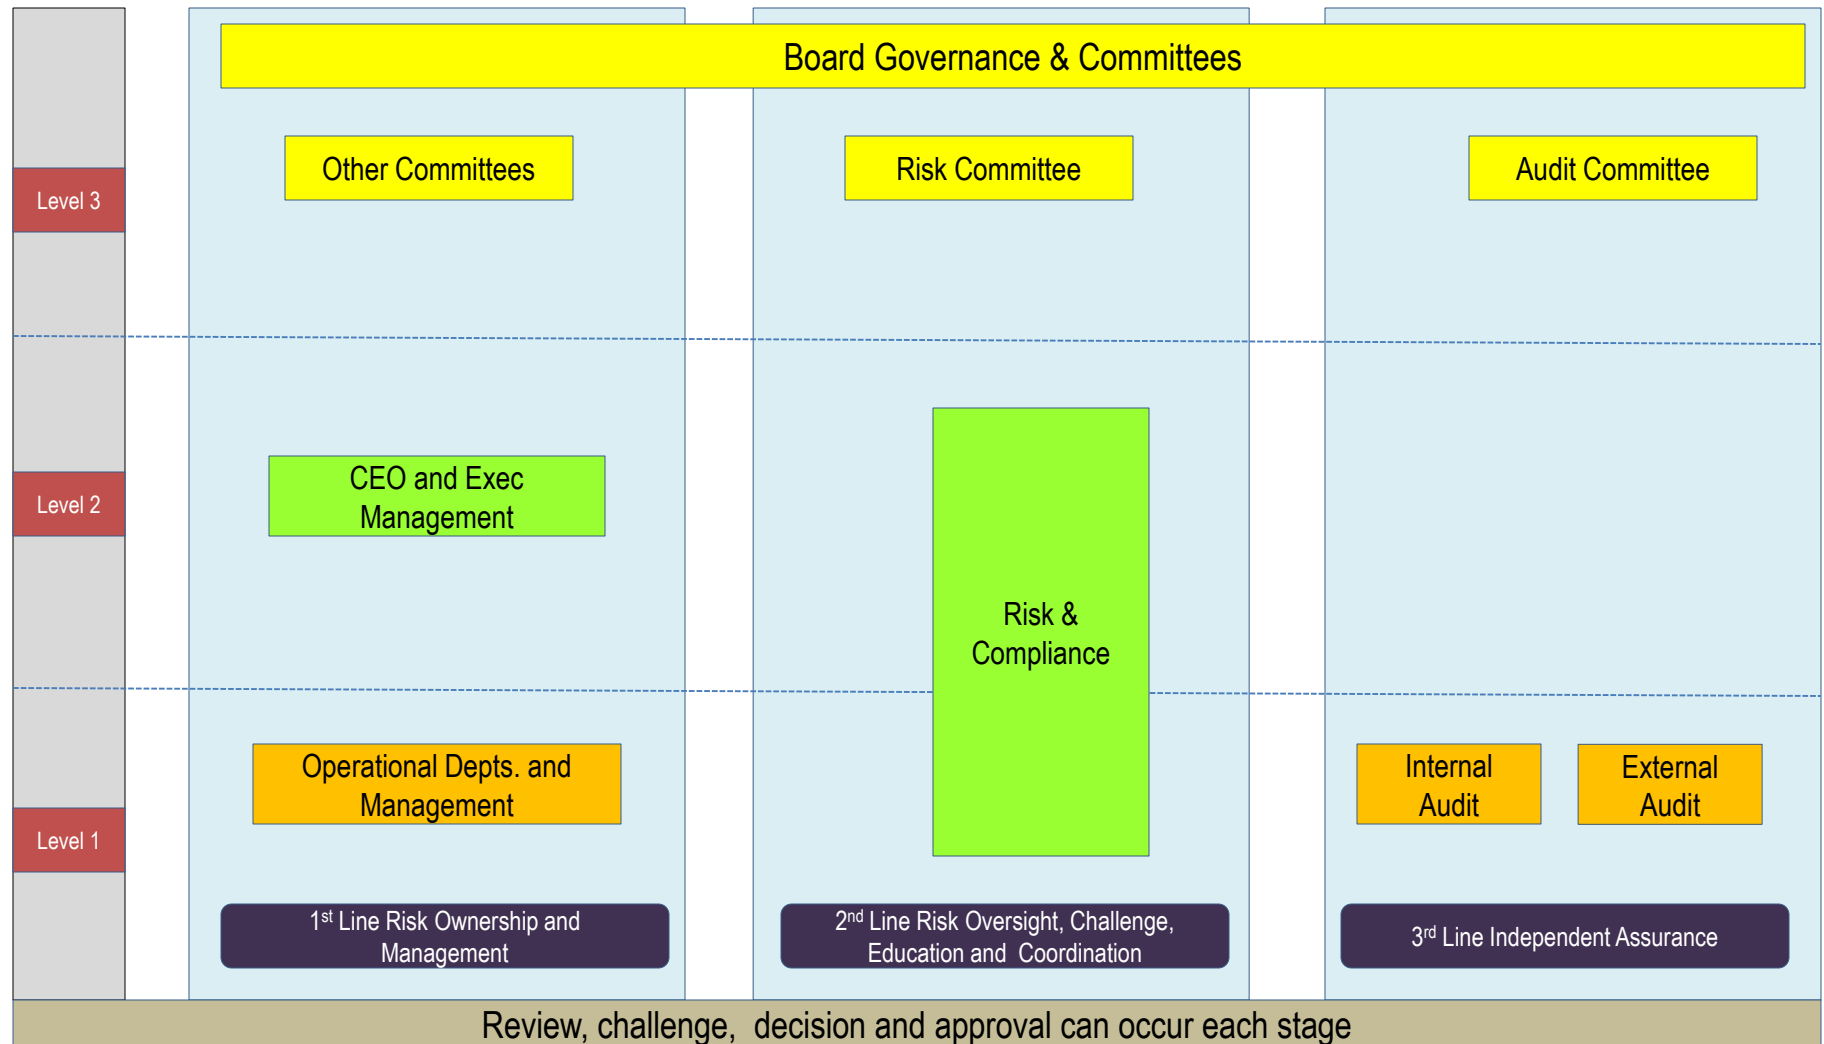 Board Governance & Committees
Other Committees
Risk Committee
Audit Committee
Level 3
CEO and Exec
Management
Level 2
Risk &
Compliance
Operational Depts. and
Management
Internal
Audit
External
Audit
Level 1
1st Line Risk Ownership and
Management
2nd Line Risk Oversight, Challenge,
Education and  Coordination
3rd Line Independent Assurance
Review, challenge,  decision and approval can occur each stage